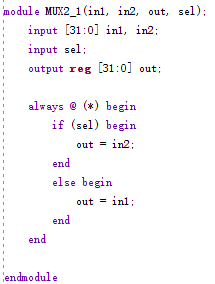 module MUX2_1(in1, in2, out, sel);
input [31:0] in1, in2;
input sel;
output reg [31:0] out;
always @ (*) begin
if (sel) begin
out = in2;
end
else begin
out = in1;
end
end
endmodule